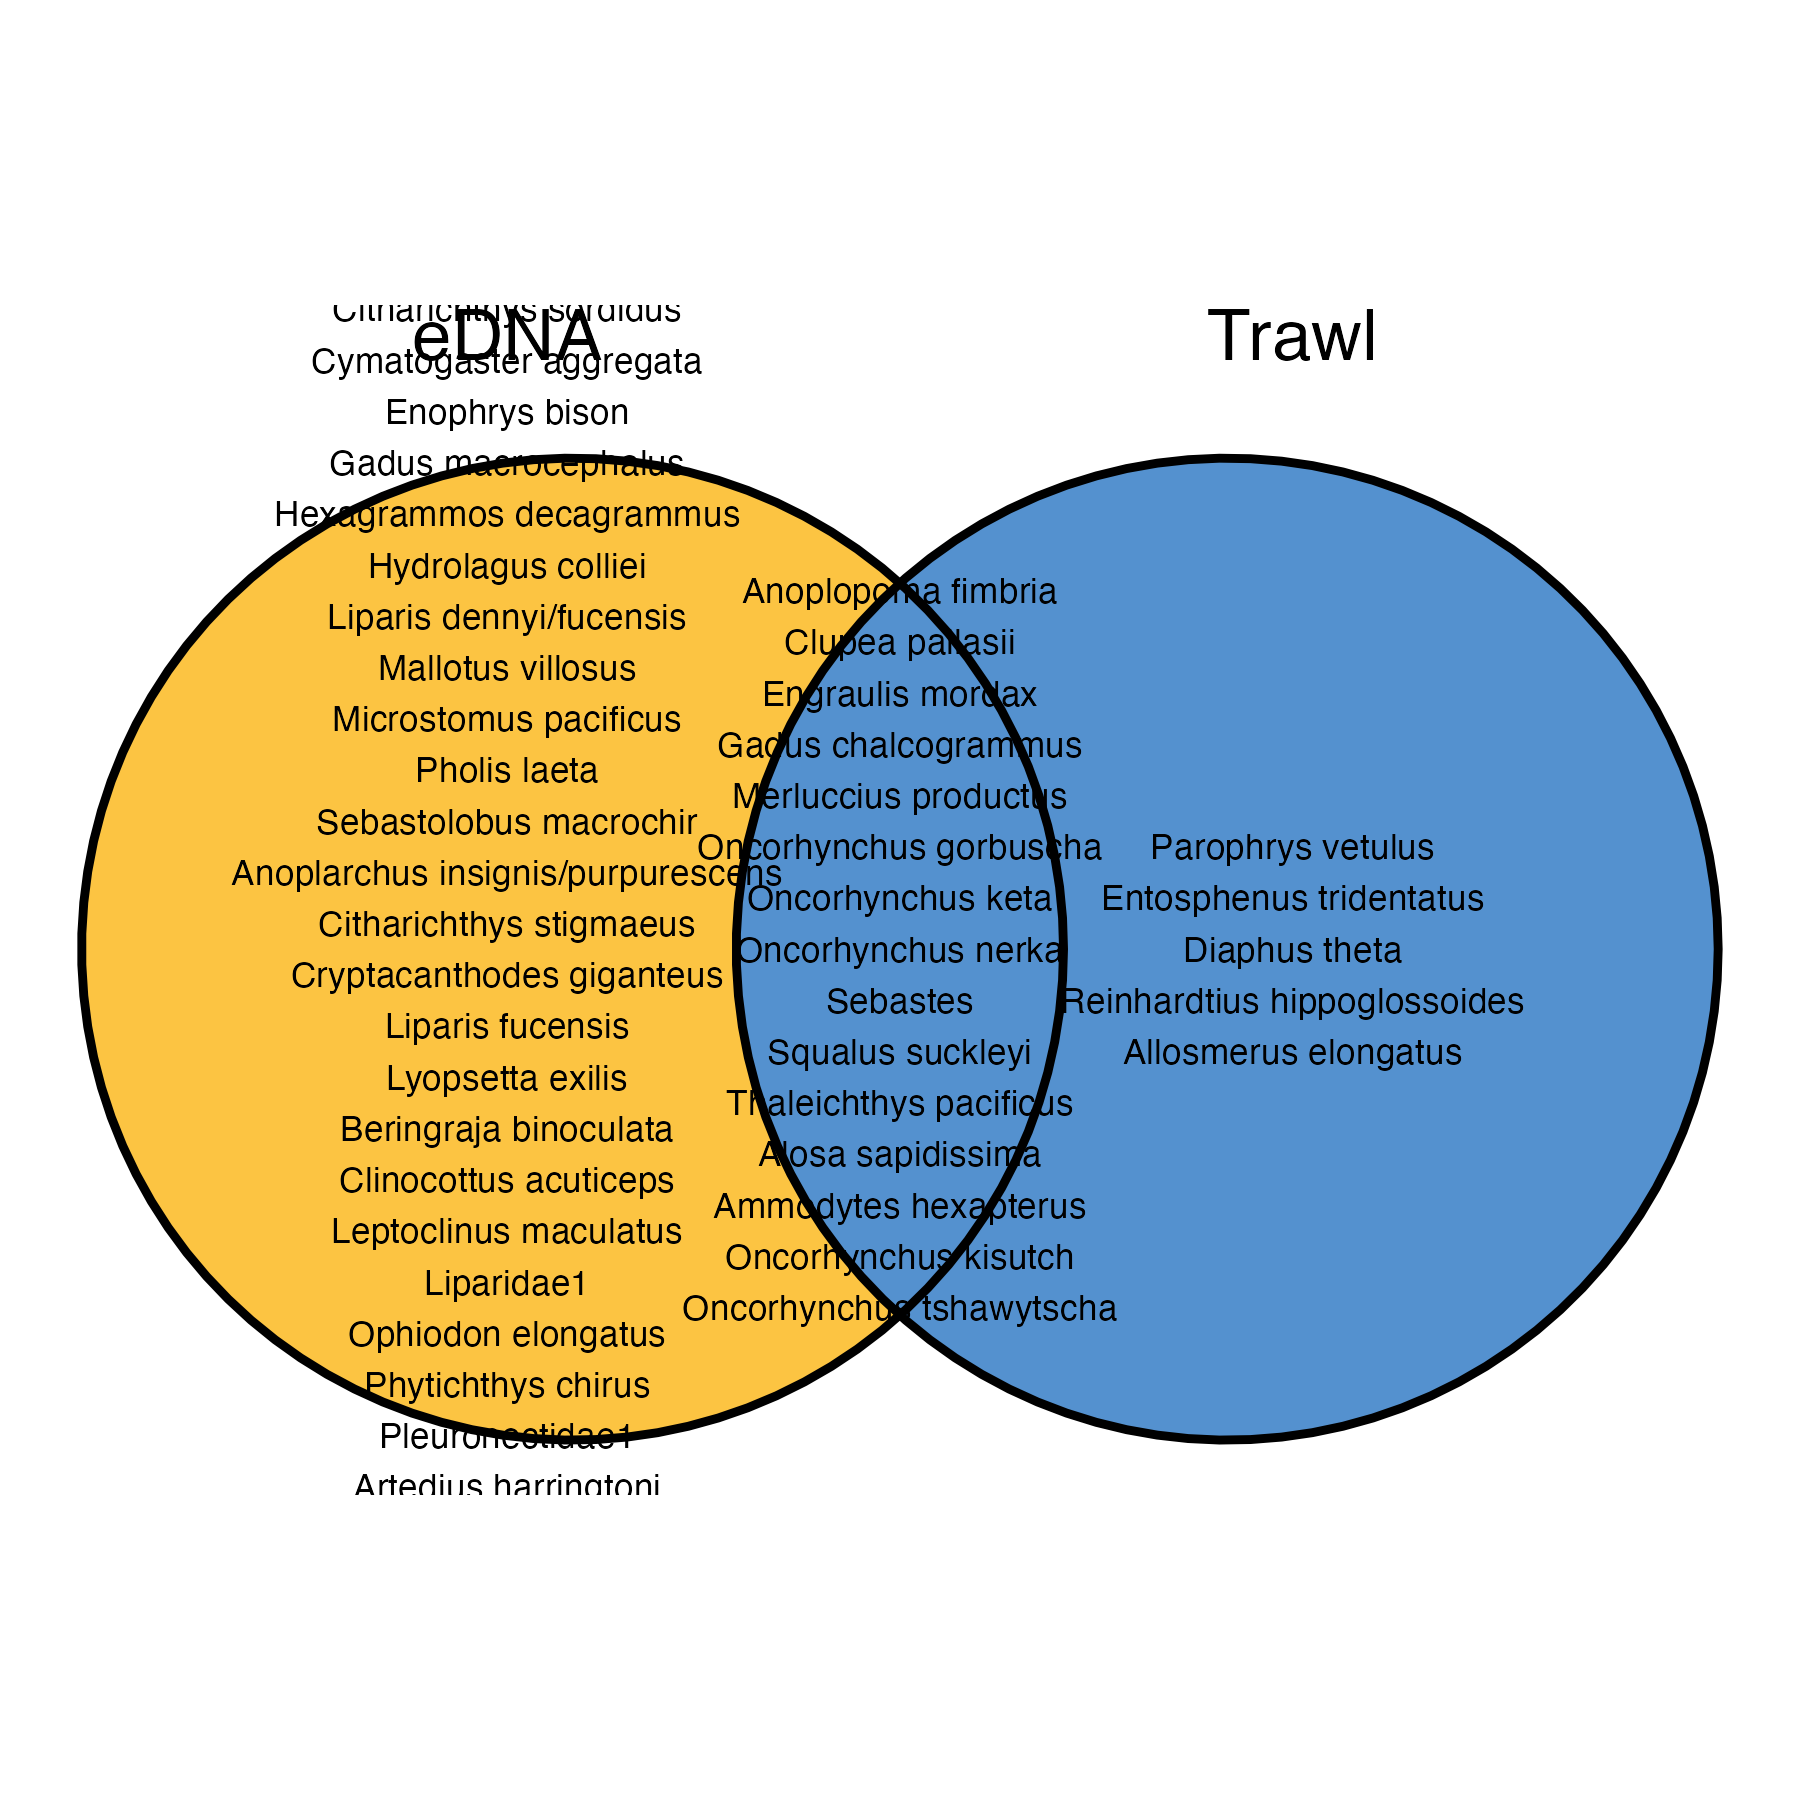 eDNA
Citharichthys sordidus
Cymatogaster aggregata
Enophrys bison
Gadus macrocephalus
Hexagrammos decagrammus
Hydrolagus colliei
Liparis dennyi/fucensis
Mallotus villosus
Microstomus pacificus
Pholis laeta
Sebastolobus macrochir
Anoplarchus insignis/purpurescens
Citharichthys stigmaeus
Cryptacanthodes giganteus
Liparis fucensis
Lyopsetta exilis
Beringraja binoculata
Clinocottus acuticeps
Leptoclinus maculatus
Liparidae1
Ophiodon elongatus
Phytichthys chirus
Pleuronectidae1
Artedius harringtoni
Anoplopoma fimbria
Clupea pallasii
Engraulis mordax
Gadus chalcogrammus
Merluccius productus
Oncorhynchus gorbuscha
Oncorhynchus keta
Oncorhynchus nerka
Sebastes
Squalus suckleyi
Thaleichthys pacificus
Alosa sapidissima
Ammodytes hexapterus
Oncorhynchus kisutch
Oncorhynchus tshawytscha
Trawl
Parophrys vetulus
Entosphenus tridentatus
Diaphus theta
Reinhardtius hippoglossoides
Allosmerus elongatus